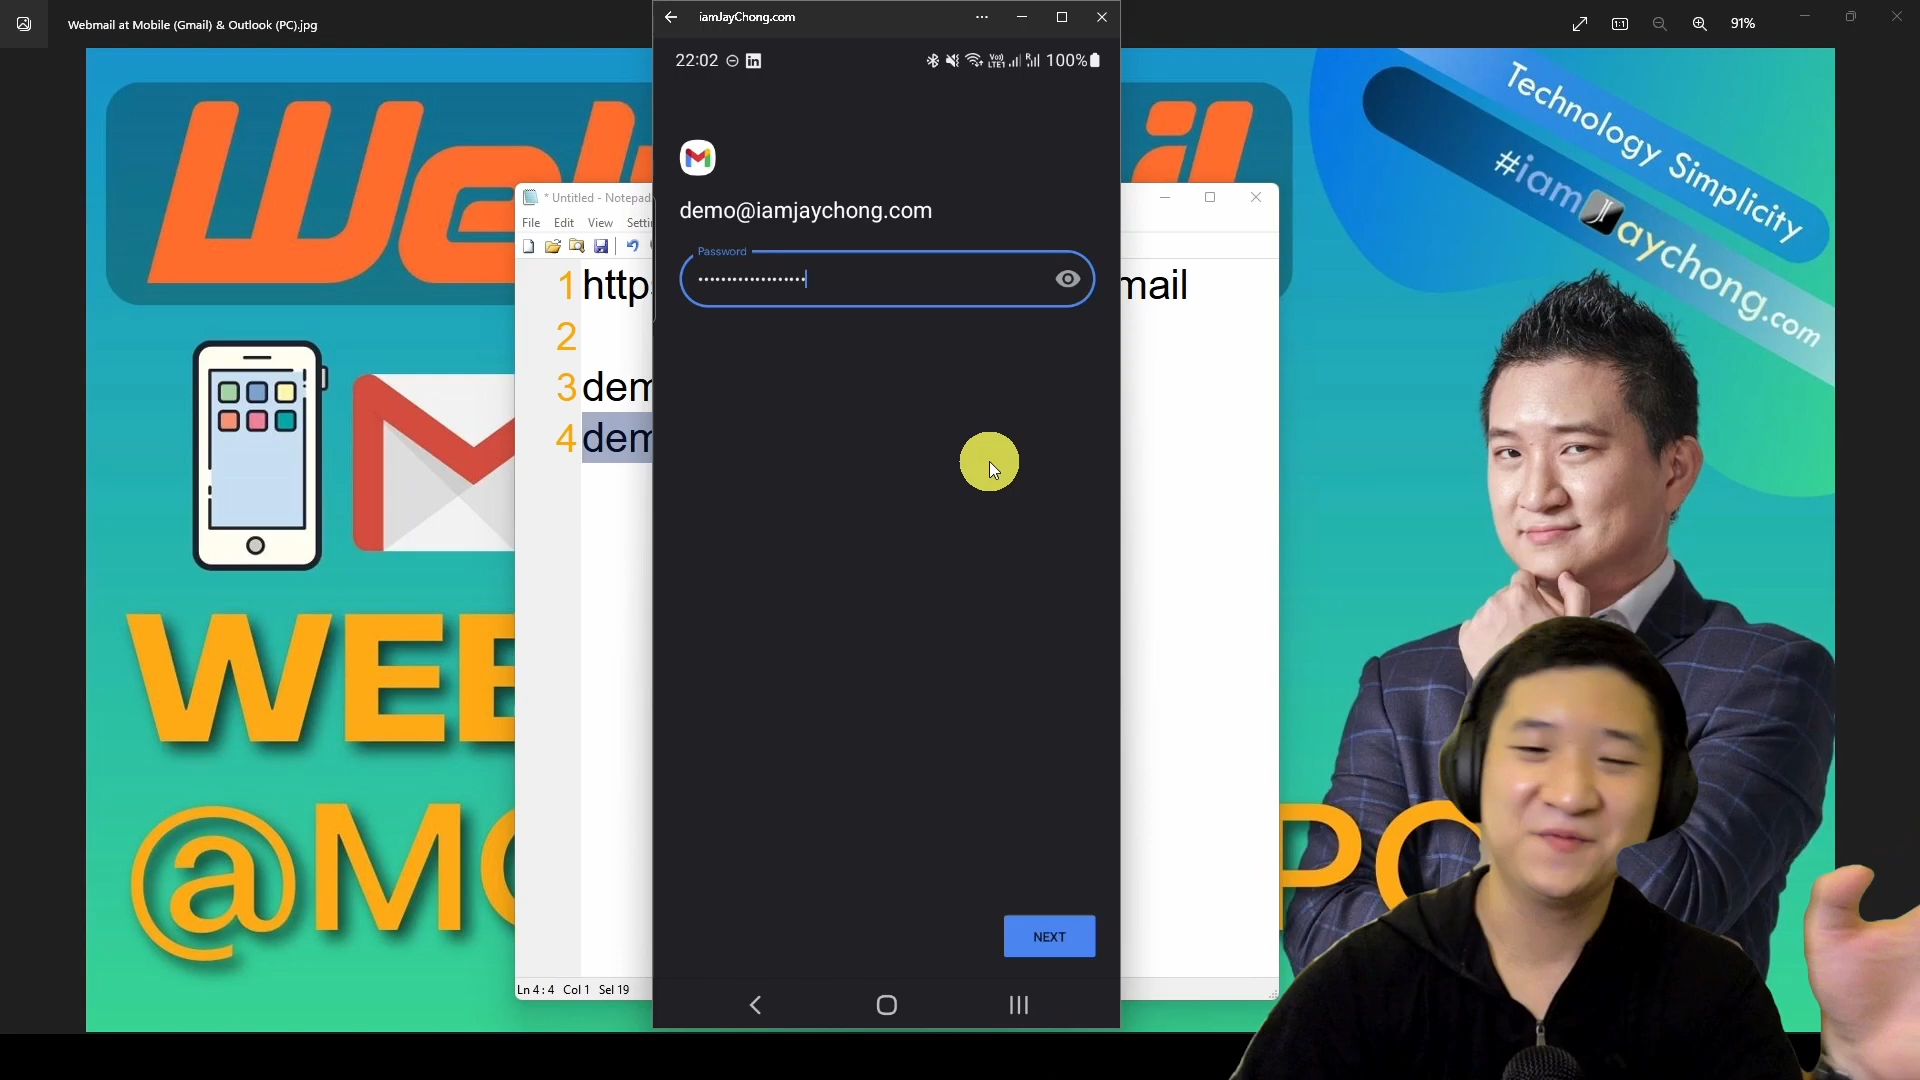 Webmail at Mobile (Gmail) & Outlook (PC).jpg
91%
iamJayChong.com
22:02
100%
demo@iamjaychong.com
Password
••••••••••••••••••
NEXT
* Untitled - Notepad
File Edit View
1
2
3
4
http
mail
dem
dem
Ln 4 : 4 Col 1 Sel 19
Technology Simplicity
#iamJaychong.com
WEB
@MO
PC